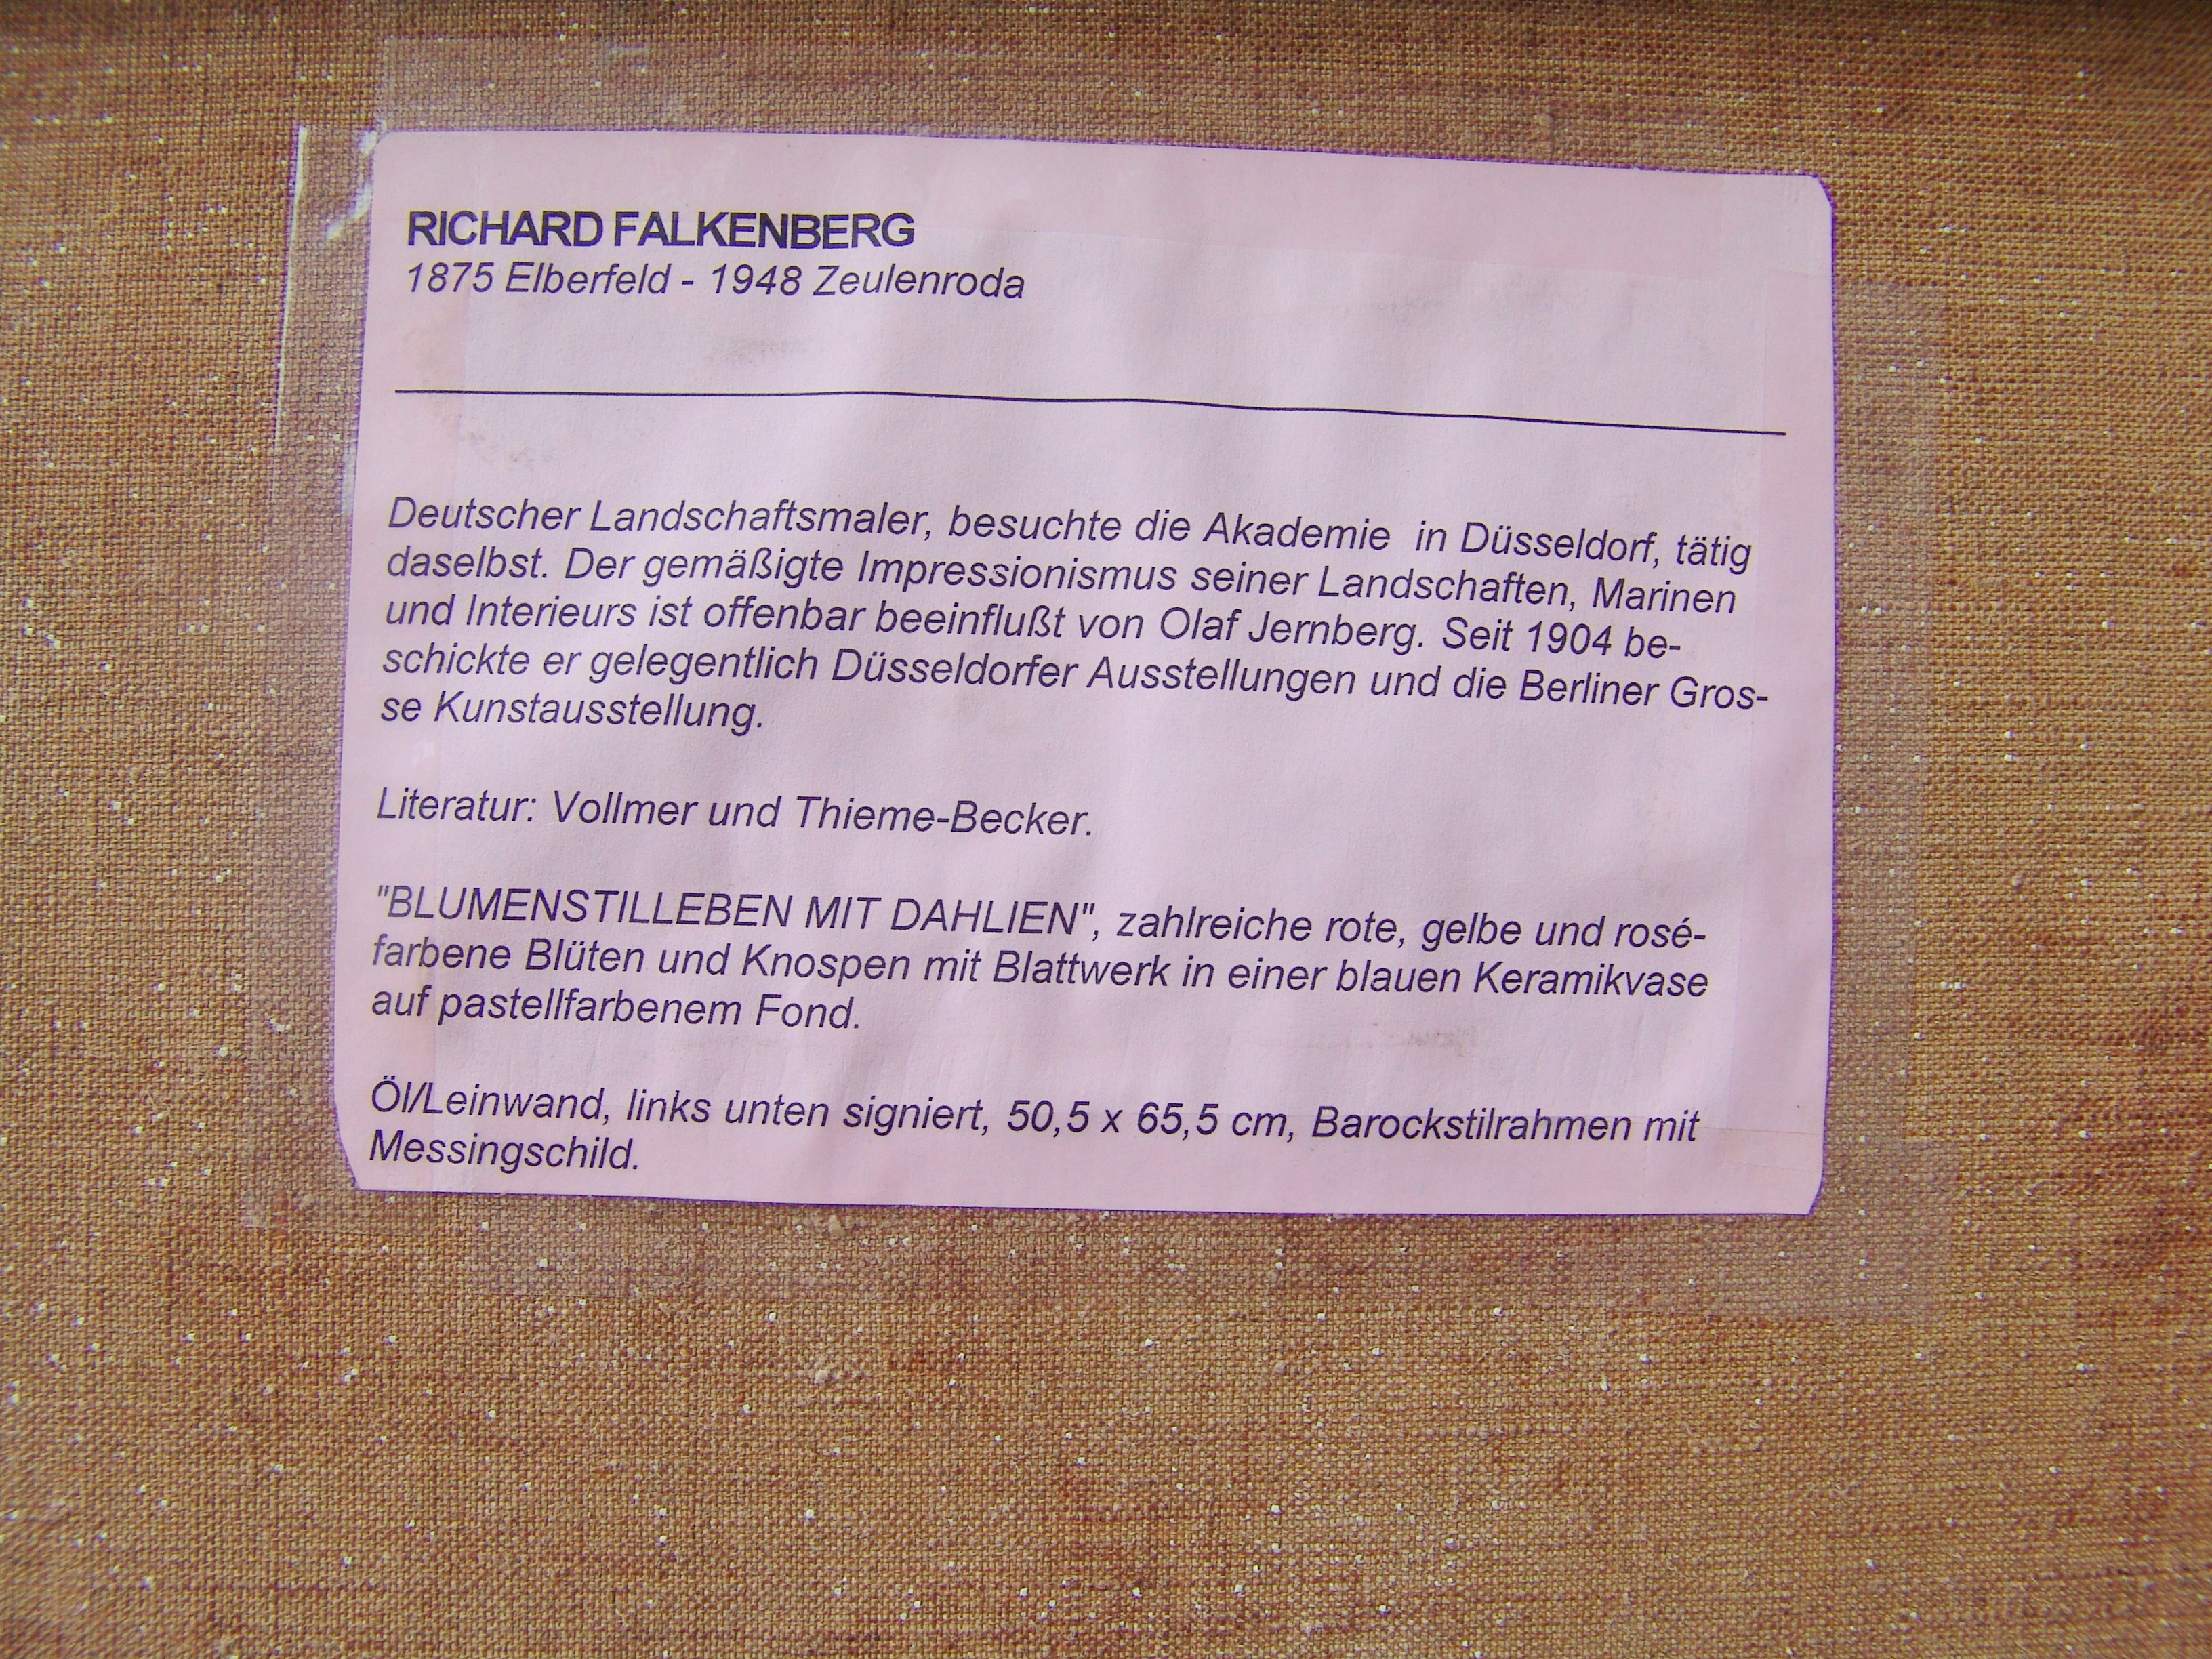 RICHARD FALKENBERG
1875 Elberfeld - 1948 Zeulenroda
Deutscher Landschaftsmaler, besuchte die Akademie in Düsseldorf, tätig
daselbst. Der gemäßigte Impressionismus seiner Landschaften, Marinen
und Interieurs ist offenbar beeinflußt von Olaf Jernberg. Seit 1904 be-
schickte er gelegentlich Düsseldorfer Ausstellungen und die Berliner Gros-
se Kunstausstellung.
Literatur: Vollmer und Thieme-Becker.
"BLUMENSTILLEBEN MIT DAHLIEN", zahlreiche rote, gelbe und rosé-
farbene Blüten und Knospen mit Blattwerk in einer blauen Keramikvase
auf pastellfarbenem Fond.
Öl/Leinwand, links unten signiert, 50,5 x 65,5 cm, Barockstilrahmen mit
Messingschild.